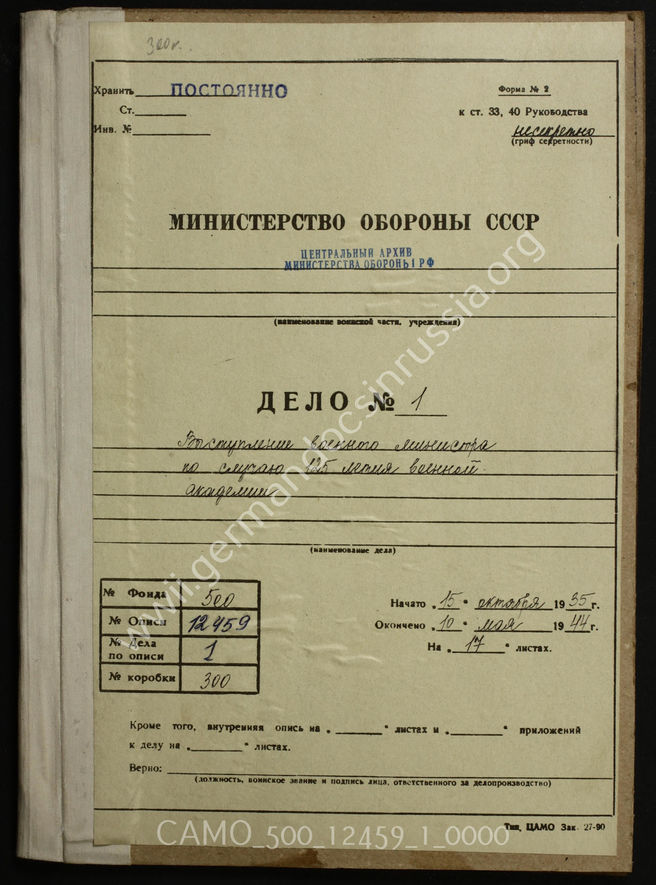 300к.
Хранить ПОСТОЯННО
Форма № 2
Ст.
к ст. 33, 40 Руководства
Инв. №
несекретно
(гриф секретности)
МИНИСТЕРСТВО ОБОРОНЫ СССР
ЦЕНТРАЛЬНЫЙ АРХИВ
МИНИСТЕРСТВА ОБОРОНЫ РФ
(наименование воинской части, учреждения)
ДЕЛО № 1
Выступление военного министра
по случаю 125 летия военной
академии
(наименование дела)
№ Фонда 500
№ Описи 12459
№ Дела по описи 1
№ коробки 300
Начато „15" октября 1935 г.
Окончено „10" мая 1944 г.
На „17" листах.
Кроме того, внутренняя опись на „ " листах и „ " приложений
к делу на „ " листах.
Верно:
(должность, воинское звание и подпись лица, ответственного за делопроизводство)
Тип. ЦАМО Зак. 27-90
CAMO_500_12459_1_0000
www.germandocsinrussia.org